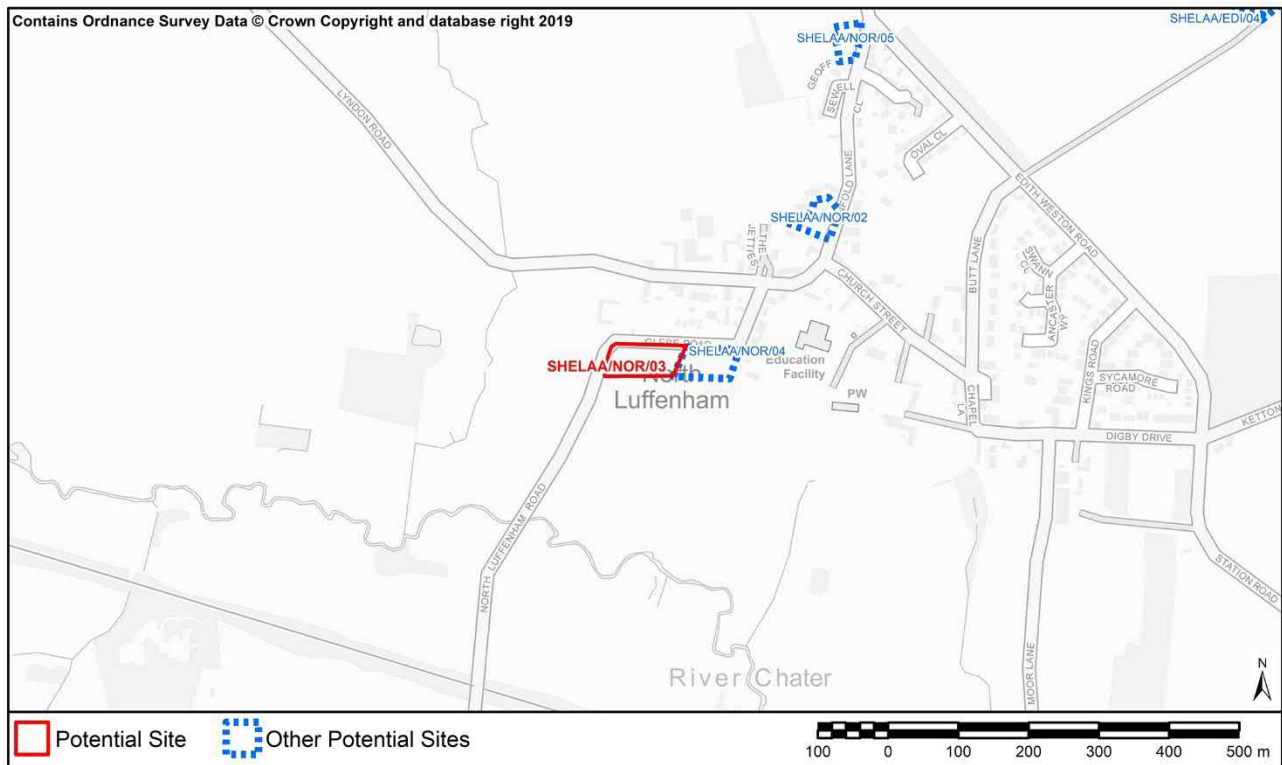 Contains Ordnance Survey Data © Crown Copyright and database right 2019
SHELAA/EDI/04
SHELAA/NOR/05
GEOFF
SEWELL
CL
LYNDON ROAD
OVAL CL
NFOLD LANE
EDITH WESTON ROAD
SHELAA/NOR/02
THE
JETTIES
BUTT LANE
CHURCH STREET
SWANN
CL
ANCASTER
WY
GLEBE ROAD
SHELAA/NOR/04
SHELAA/NOR/03
Education
Facility
North
Luffenham
KINGS ROAD
SYCAMORE
ROAD
PW
CHAPEL
LA
KETTON
DIGBY DRIVE
NORTH LUFFENHAM ROAD
STATION ROAD
MOOR LANE
River Chater
N
Potential Site
Other Potential Sites
100 0 100 200 300 400 500 m